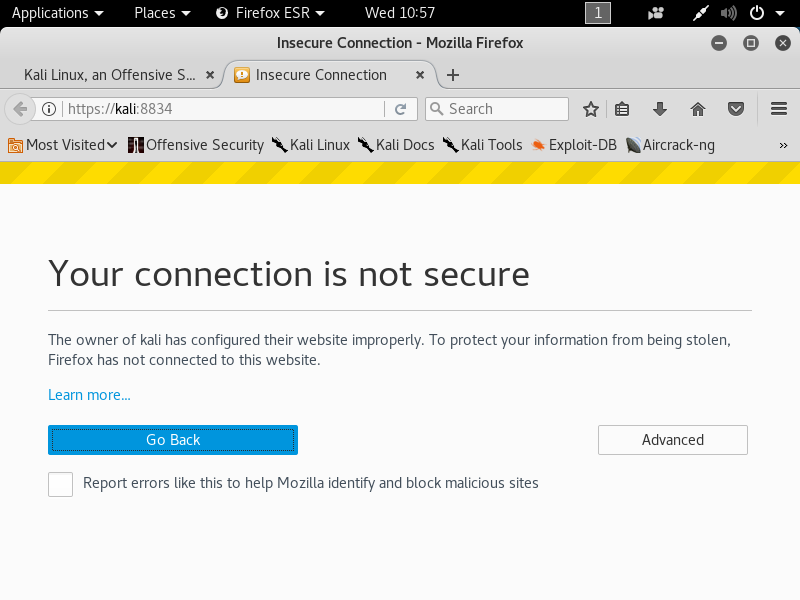 Applications Places Firefox ESR Wed 10:57 1
Insecure Connection - Mozilla Firefox
Kali Linux, an Offensive S... Insecure Connection
https://kali:8834 Search
Most Visited Offensive Security Kali Linux Kali Docs Kali Tools Exploit-DB Aircrack-ng »
Your connection is not secure
The owner of kali has configured their website improperly. To protect your information from being stolen,
Firefox has not connected to this website.
Learn more...
Go Back Advanced
Report errors like this to help Mozilla identify and block malicious sites